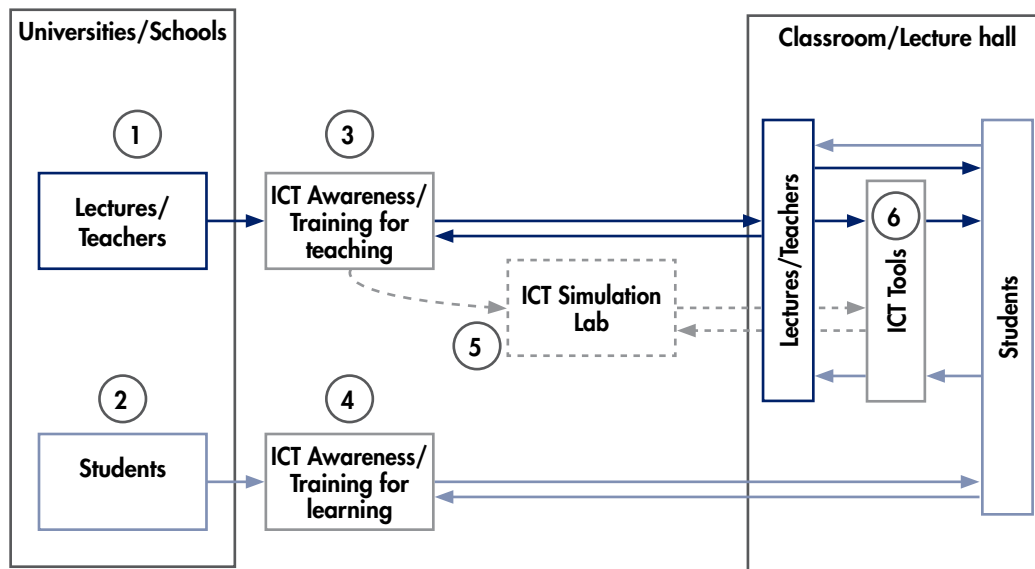 Universities/Schools
Classroom/Lecture hall
1
3
Lectures/
Teachers
ICT Awareness/
Training for
teaching
Lectures/Teachers
6
ICT Tools
Students
ICT Simulation
Lab
5
2
4
Students
ICT Awareness/
Training for
learning